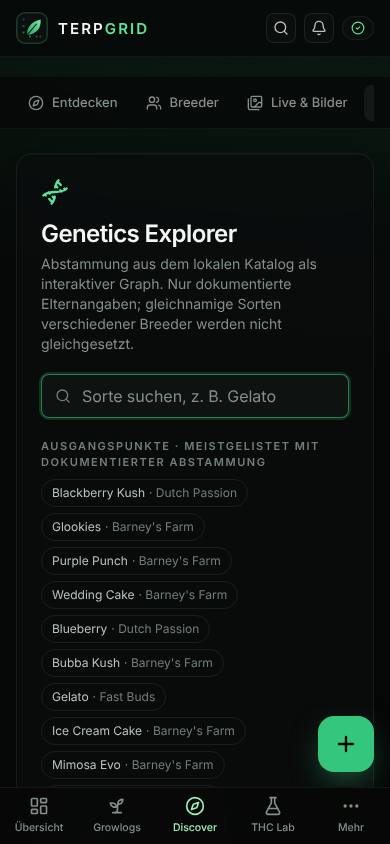 TERPGRID
Entdecken Breeder Live & Bilder
Genetics Explorer
Abstammung aus dem lokalen Katalog als
interaktiver Graph. Nur dokumentierte
Elternangaben; gleichnamige Sorten
verschiedener Breeder werden nicht
gleichgesetzt.
Sorte suchen, z. B. Gelato
AUSGANGSPUNKTE · MEISTGELISTET MIT
DOKUMENTIERTER ABSTAMMUNG
Blackberry Kush · Dutch Passion
Glookies · Barney's Farm
Purple Punch · Barney's Farm
Wedding Cake · Barney's Farm
Blueberry · Dutch Passion
Bubba Kush · Barney's Farm
Gelato · Fast Buds
Ice Cream Cake · Barney's Farm
Mimosa Evo · Barney's Farm
Übersicht Growlogs Discover THC Lab Mehr